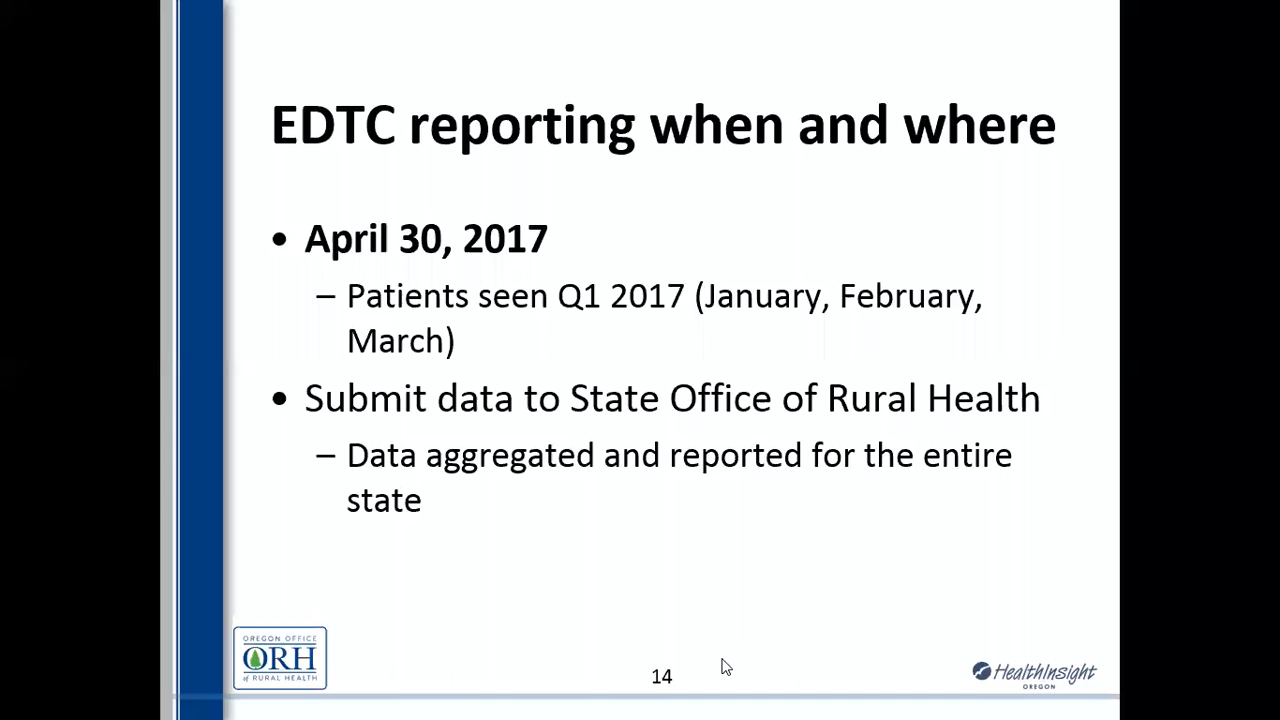 EDTC reporting when and where
• April 30, 2017
– Patients seen Q1 2017 (January, February,
March)
• Submit data to State Office of Rural Health
– Data aggregated and reported for the entire
state
OREGON OFFICE
ORH
of RURAL HEALTH
14
HealthInsight
OREGON